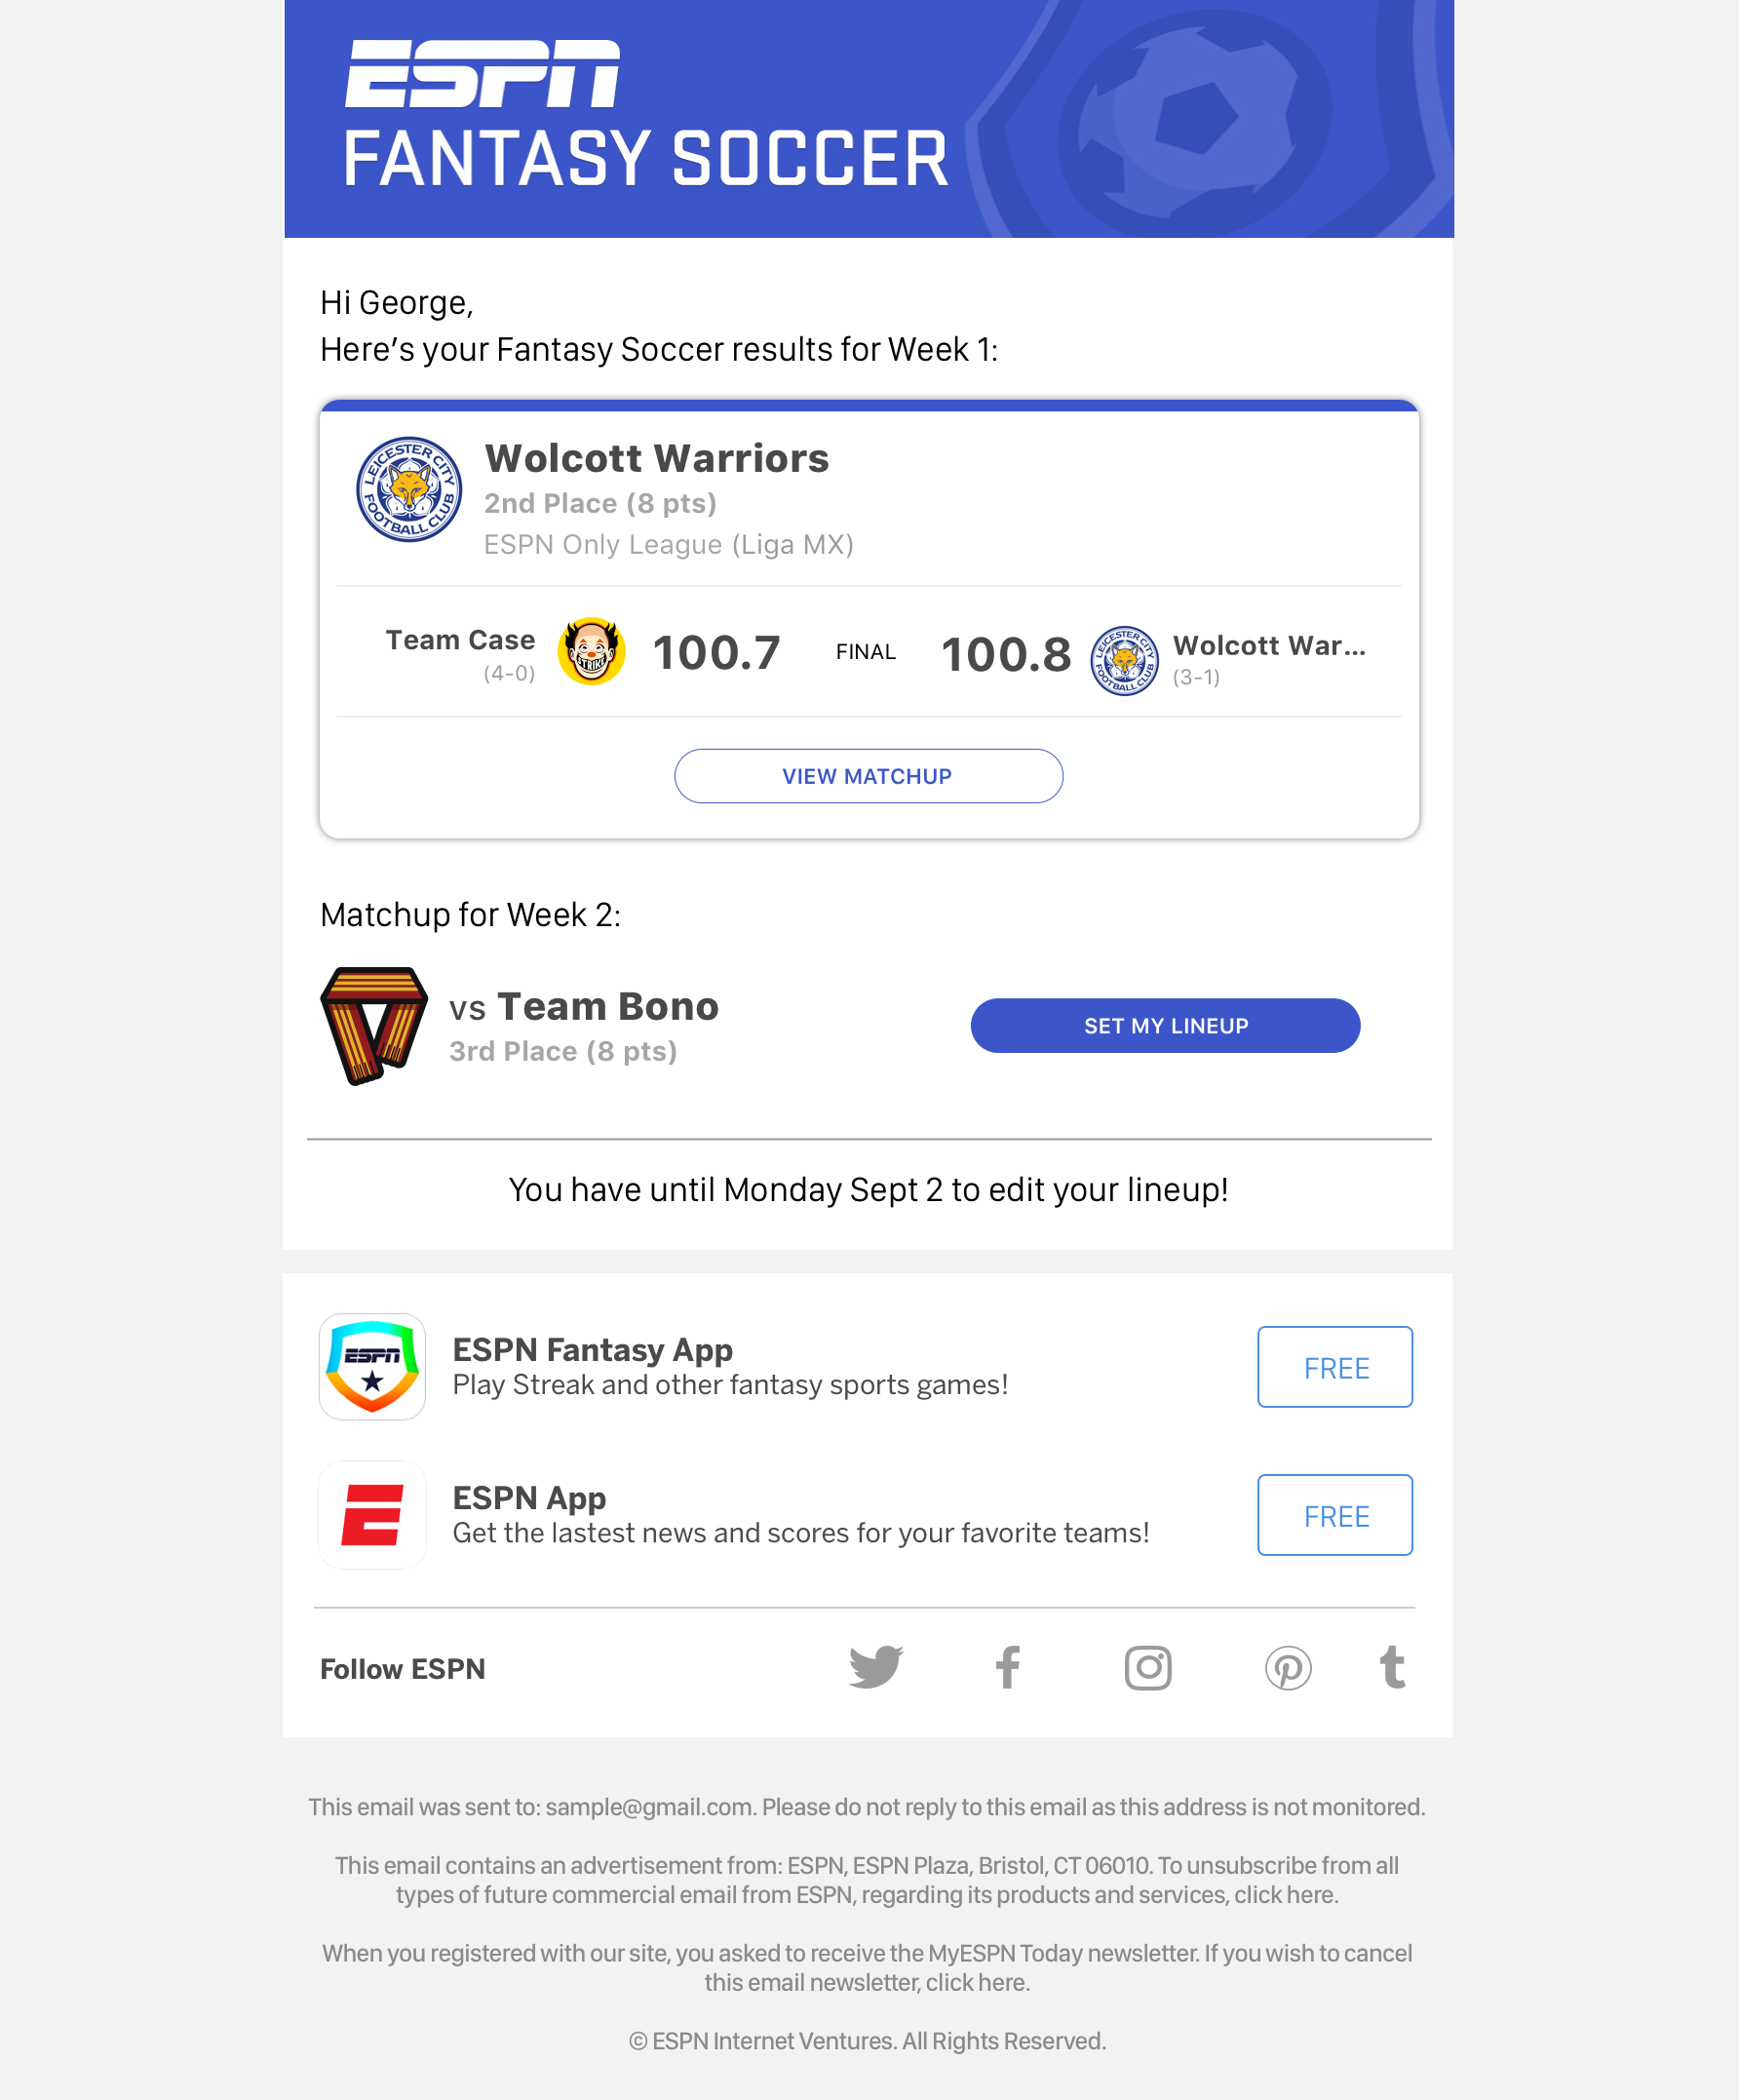 ESPN
FANTASY SOCCER
Hi George,
Here's your Fantasy Soccer results for Week 1:
LEICESTER CITY
FOOTBALL CLUB
Wolcott Warriors
2nd Place (8 pts)
ESPN Only League (Liga MX)
Team Case
(4-0)
STRIKE
100.7
FINAL
100.8
LEICESTER CITY
FOOTBALL CLUB
Wolcott War...
(3-1)
VIEW MATCHUP
Matchup for Week 2:
vs Team Bono
3rd Place (8 pts)
SET MY LINEUP
You have until Monday Sept 2 to edit your lineup!
ESPN
ESPN Fantasy App
Play Streak and other fantasy sports games!
FREE
E
ESPN App
Get the lastest news and scores for your favorite teams!
FREE
Follow ESPN
This email was sent to: sample@gmail.com. Please do not reply to this email as this address is not monitored.
This email contains an advertisement from: ESPN, ESPN Plaza, Bristol, CT 06010. To unsubscribe from all
types of future commercial email from ESPN, regarding its products and services, click here.
When you registered with our site, you asked to receive the MyESPN Today newsletter. If you wish to cancel
this email newsletter, click here.
© ESPN Internet Ventures. All Rights Reserved.